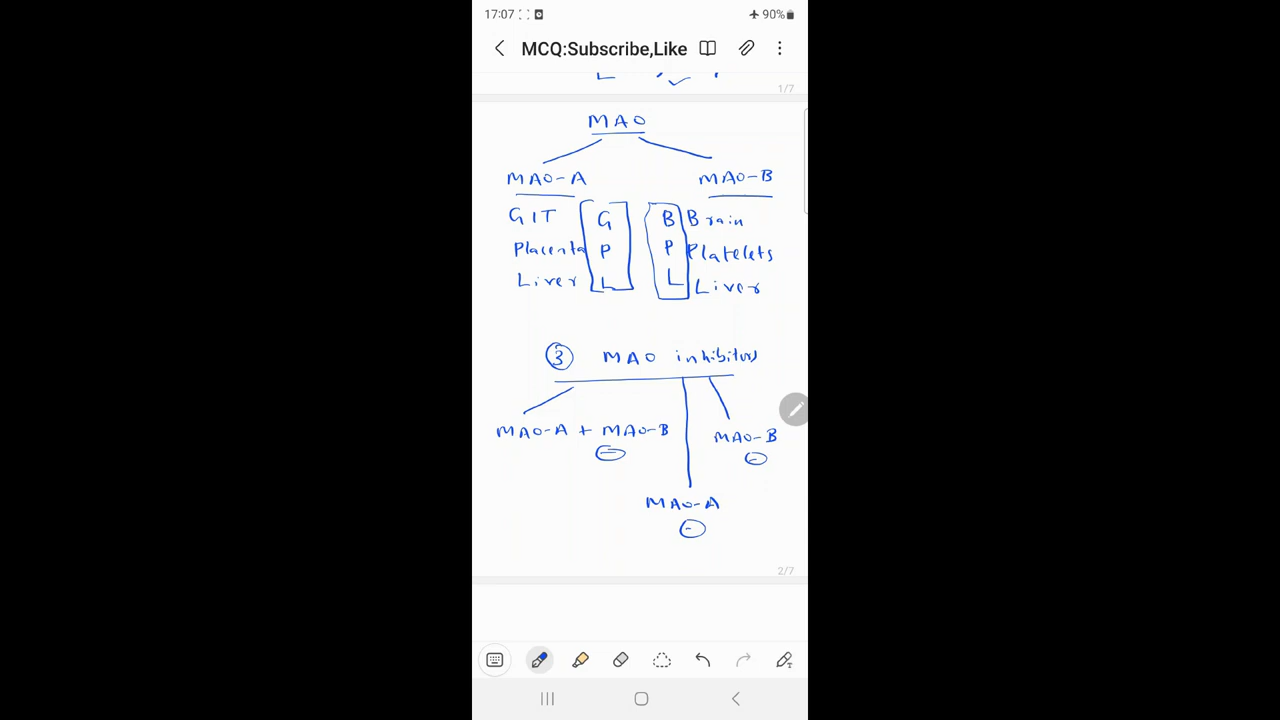 17:07 90%
MCQ:Subscribe,Like
1/7
MAO
MAO-A MAO-B
GIT G B Brain
Placenta P P Platelets
Liver L L Liver
3 MAO inhibitors
MAO-A + MAO-B MAO-B
- -
MAO-A
-
2/7